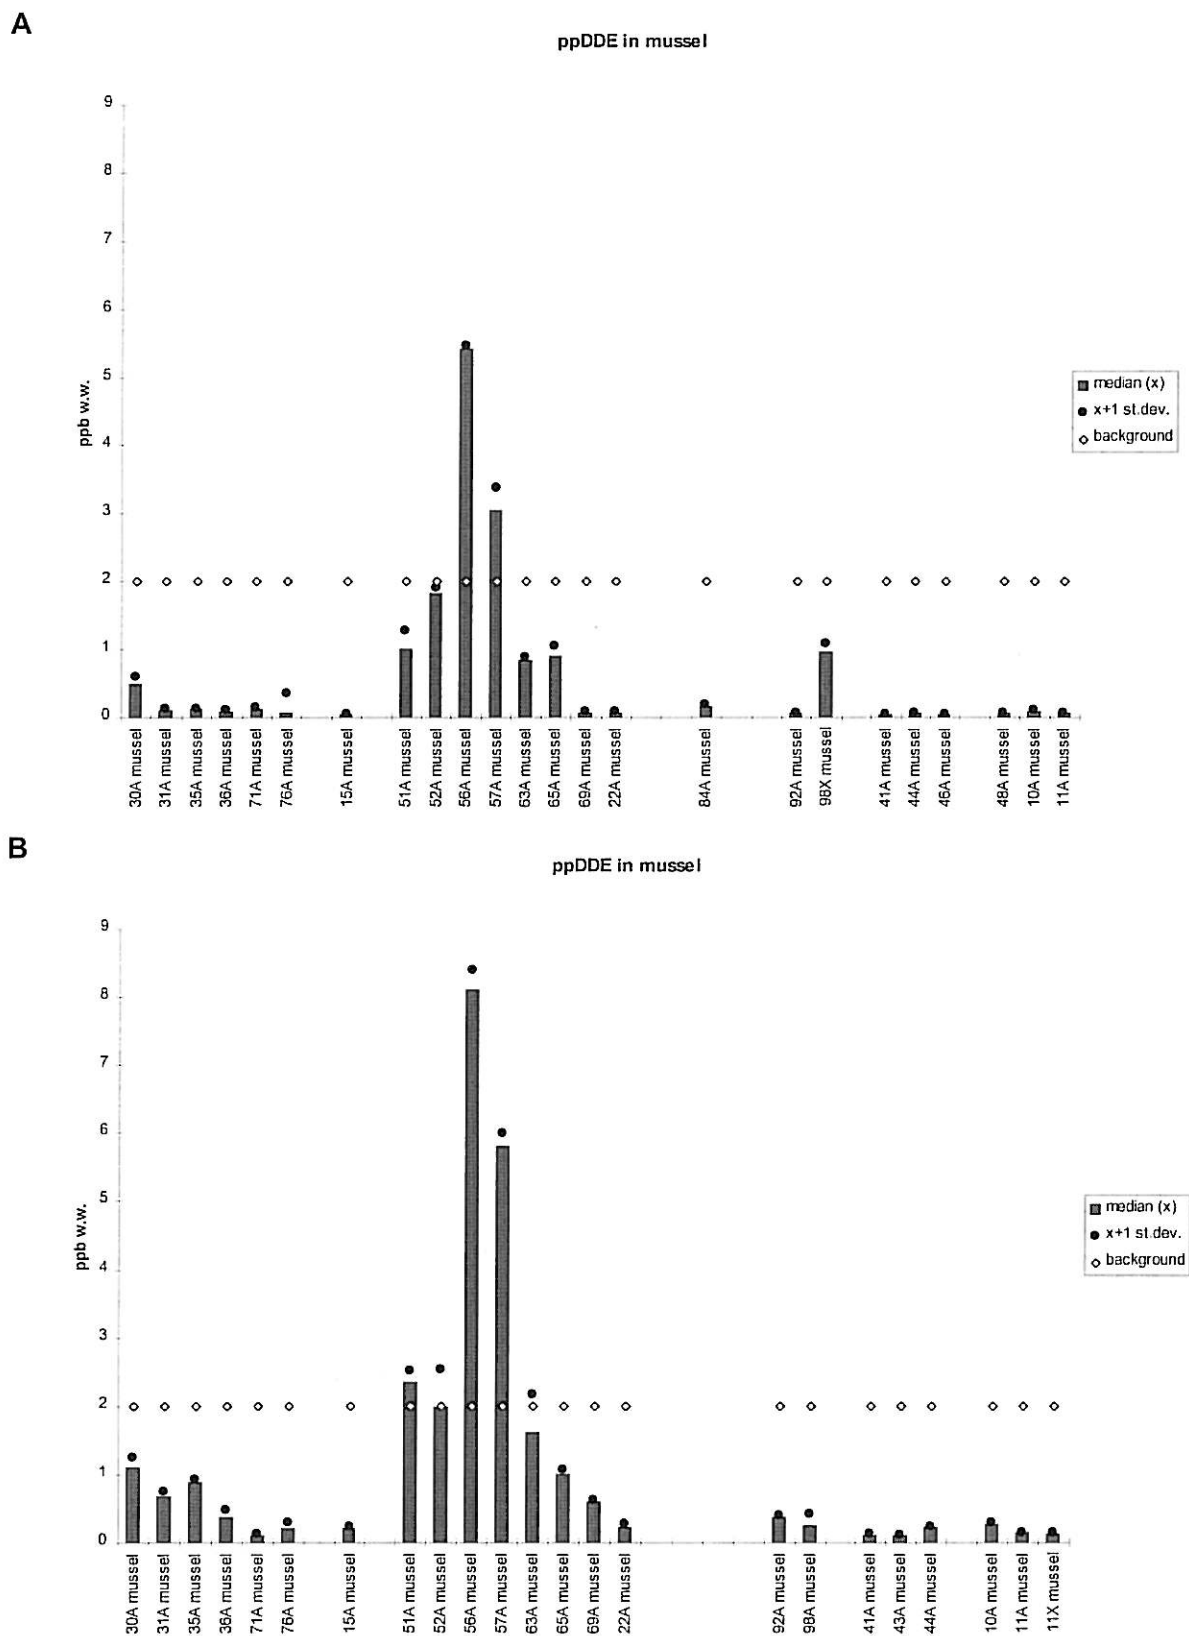 A
ppDDE in mussel
9
8
7
6
5
4
3
2
1
0
ppb w.w.
median (x)
x+1 st.dev.
background
30A mussel
31A mussel
35A mussel
36A mussel
71A mussel
76A mussel
15A mussel
51A mussel
52A mussel
56A mussel
57A mussel
63A mussel
65A mussel
69A mussel
22A mussel
84A mussel
92A mussel
98X mussel
41A mussel
44A mussel
46A mussel
48A mussel
10A mussel
11A mussel
B
ppDDE in mussel
9
8
7
6
5
4
3
2
1
0
ppb w.w.
median (x)
x+1 st.dev.
background
30A mussel
31A mussel
35A mussel
36A mussel
71A mussel
76A mussel
15A mussel
51A mussel
52A mussel
56A mussel
57A mussel
63A mussel
65A mussel
69A mussel
22A mussel
92A mussel
98A mussel
41A mussel
43A mussel
44A mussel
10A mussel
11A mussel
11X mussel